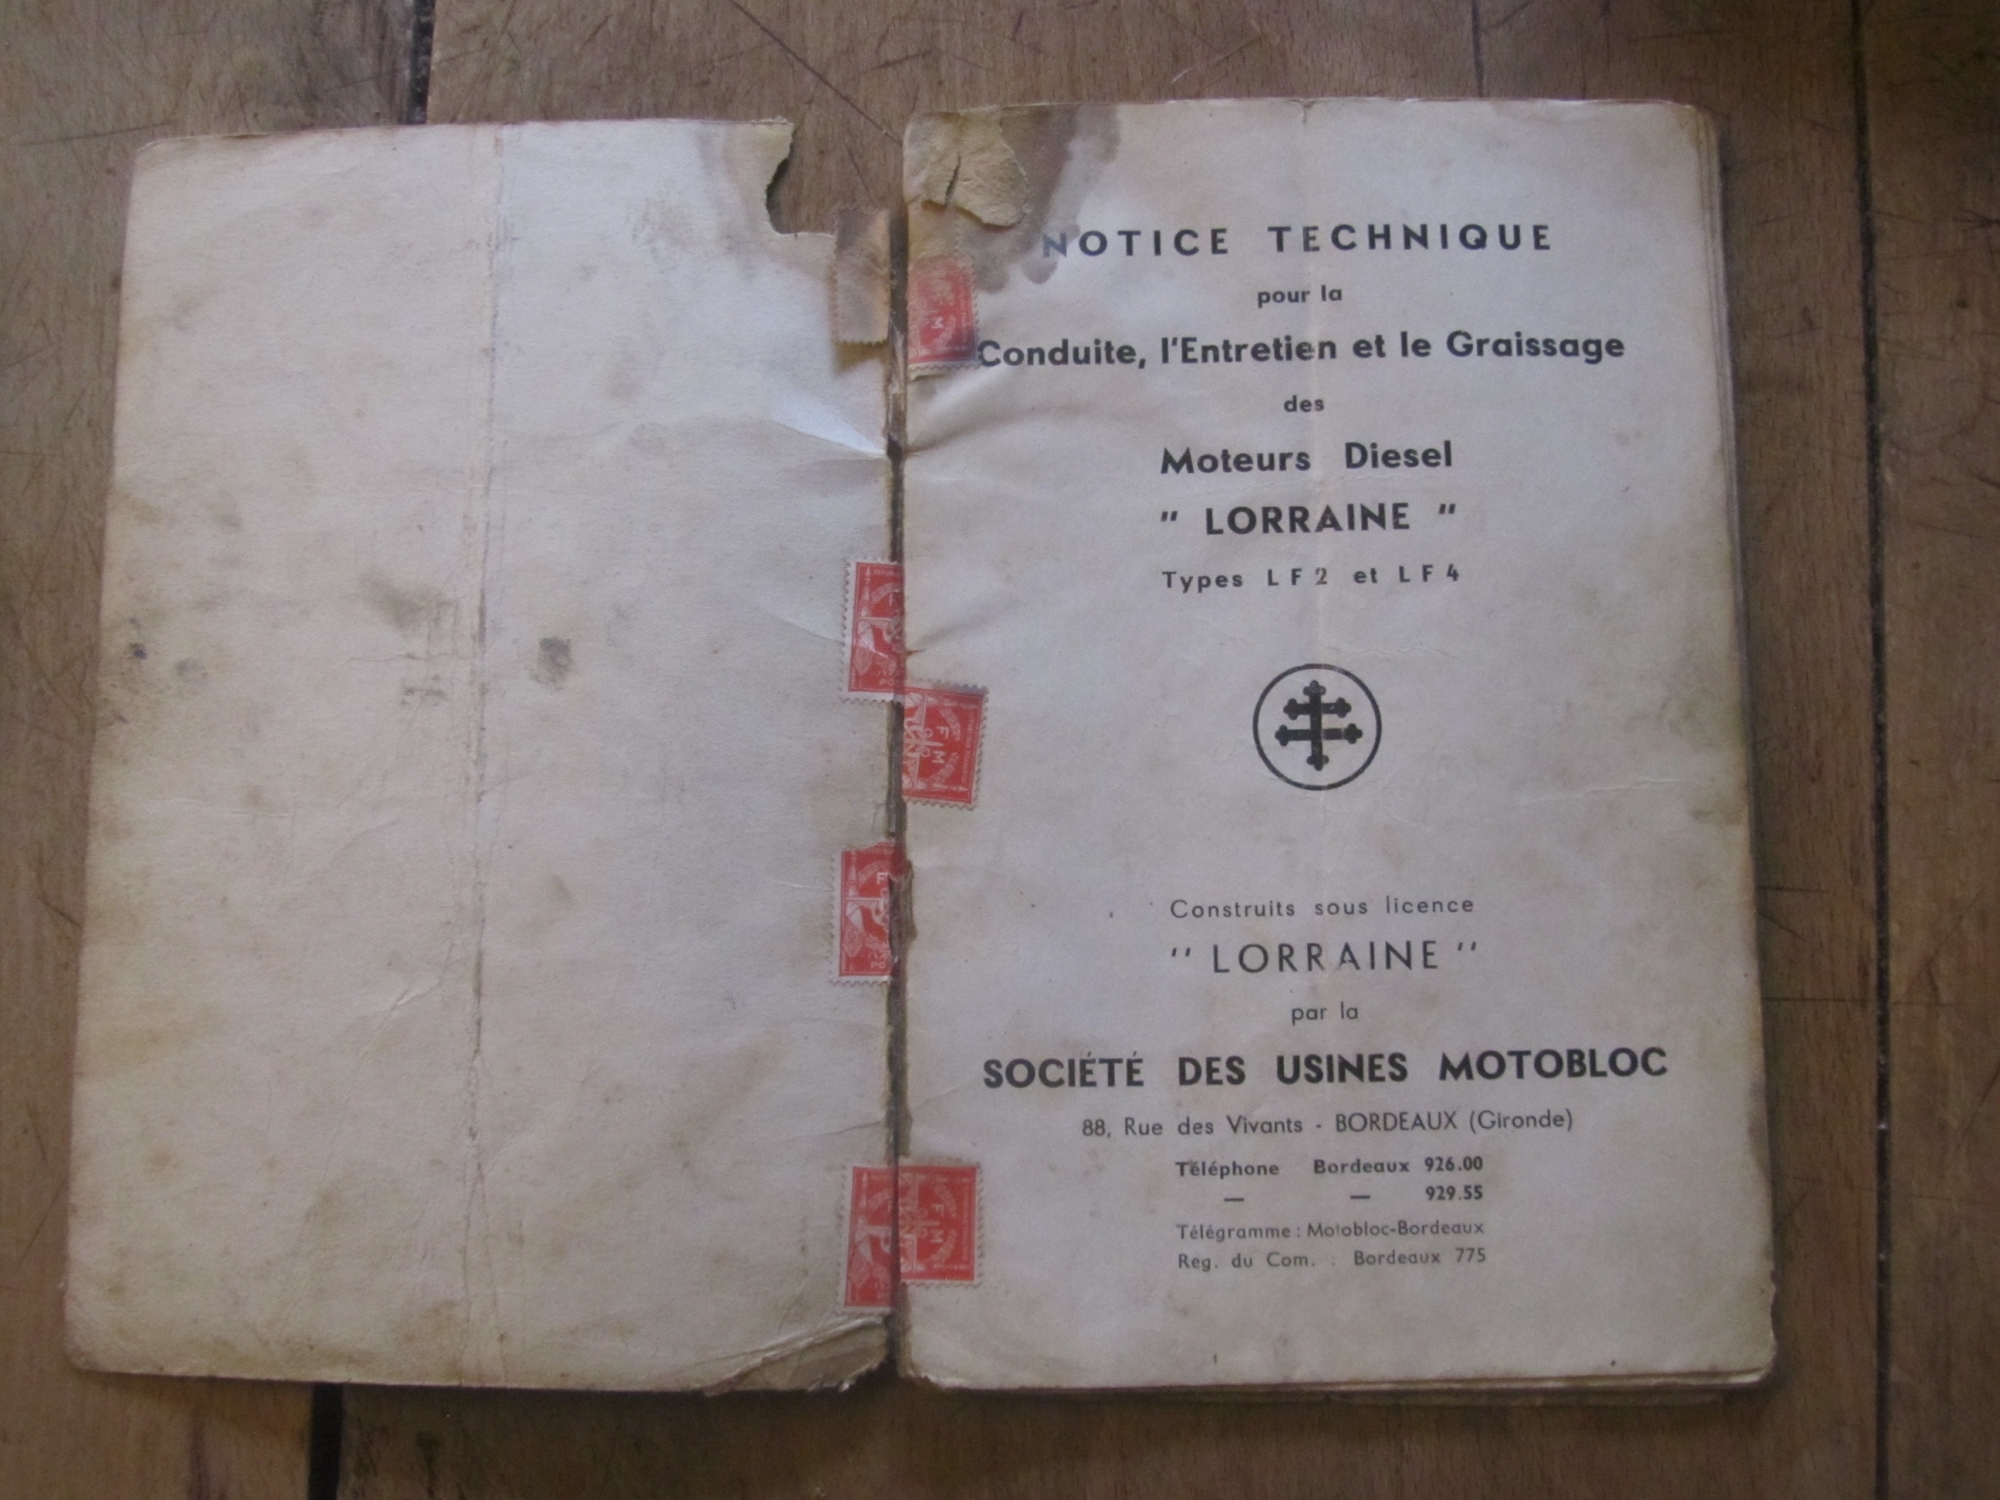 NOTICE TECHNIQUE
pour la
Conduite, l'Entretien et le Graissage
des
Moteurs Diesel
" LORRAINE "
Types LF2 et LF4
Construits sous licence
" LORRAINE "
par la
SOCIÉTÉ DES USINES MOTOBLOC
88, Rue des Vivants - BORDEAUX (Gironde)
Téléphone Bordeaux 926.00
— — 929.55
Télégramme : Motobloc-Bordeaux
Reg. du Com. : Bordeaux 775
F M